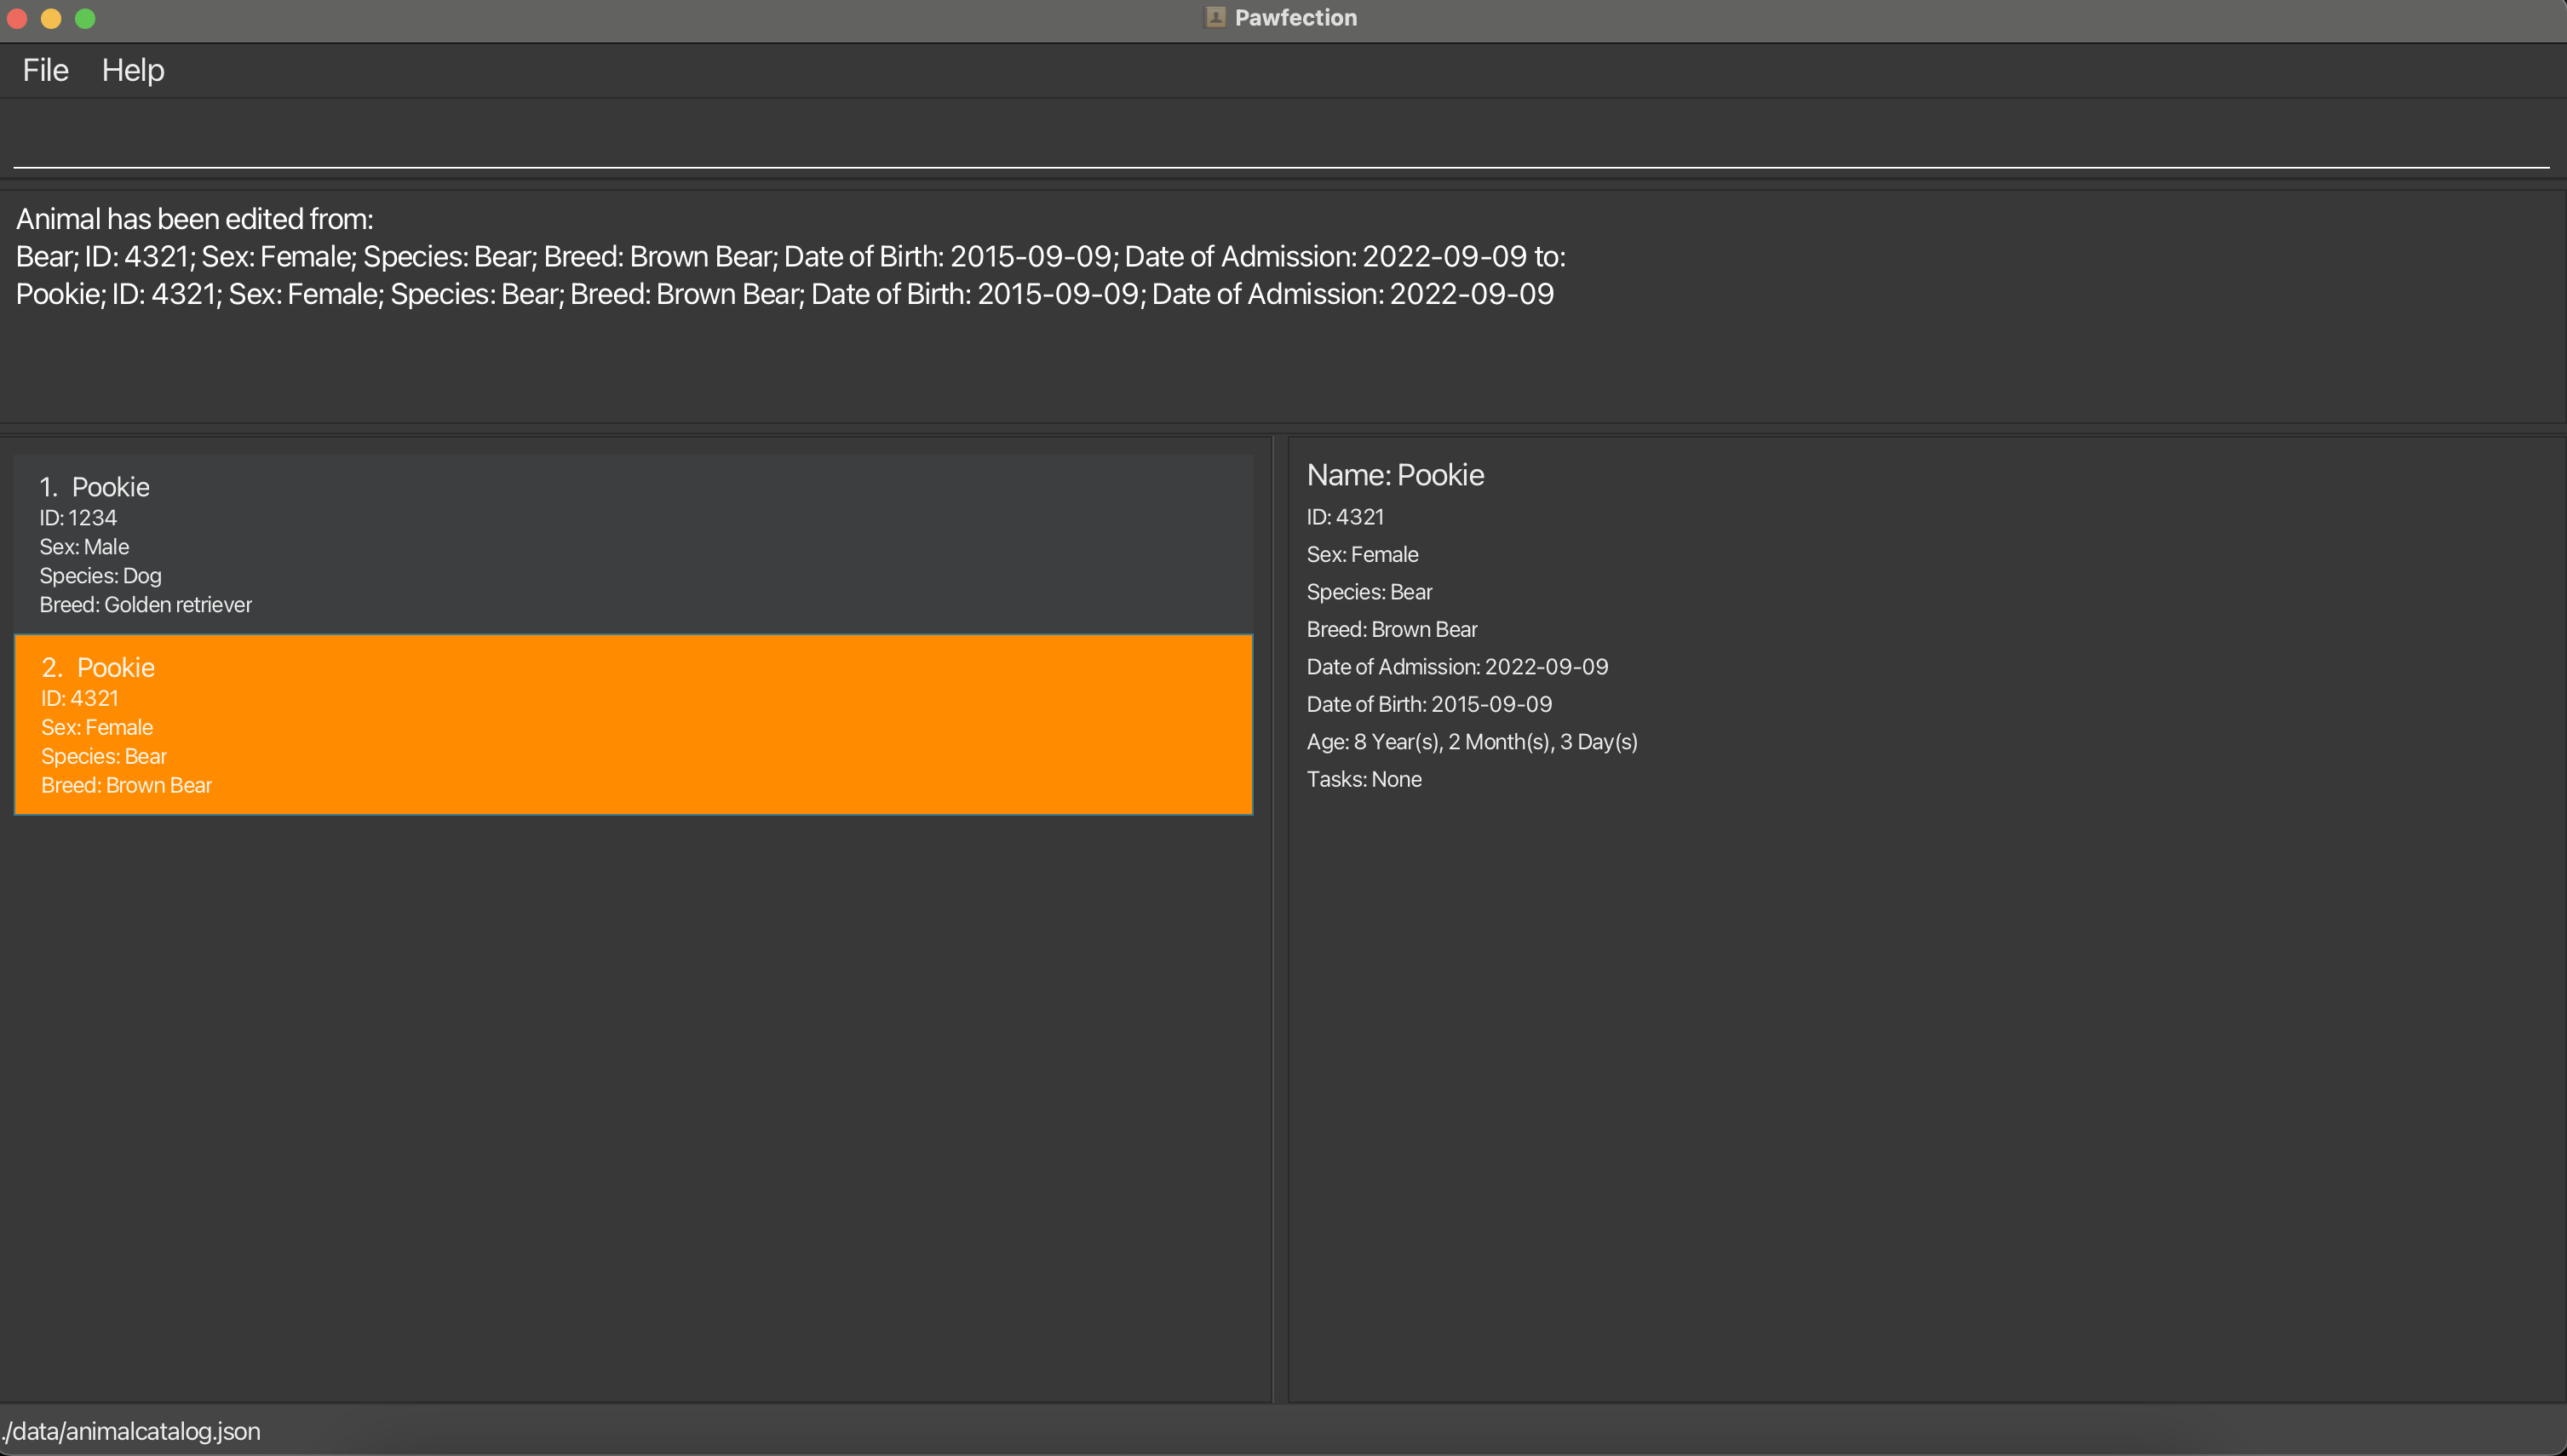 Pawfection
File Help
Animal has been edited from:
Bear; ID: 4321; Sex: Female; Species: Bear; Breed: Brown Bear; Date of Birth: 2015-09-09; Date of Admission: 2022-09-09 to:
Pookie; ID: 4321; Sex: Female; Species: Bear; Breed: Brown Bear; Date of Birth: 2015-09-09; Date of Admission: 2022-09-09
1. Pookie
ID: 1234
Sex: Male
Species: Dog
Breed: Golden retriever
2. Pookie
ID: 4321
Sex: Female
Species: Bear
Breed: Brown Bear
Name: Pookie
ID: 4321
Sex: Female
Species: Bear
Breed: Brown Bear
Date of Admission: 2022-09-09
Date of Birth: 2015-09-09
Age: 8 Year(s), 2 Month(s), 3 Day(s)
Tasks: None
./data/animalcatalog.json